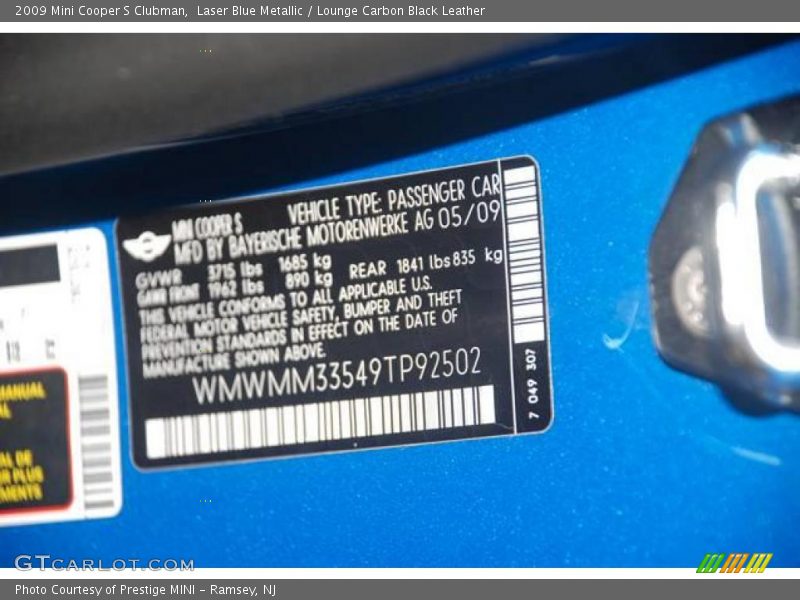 2009 Mini Cooper S Clubman,  Laser Blue Metallic / Lounge Carbon Black Leather
MINI COOPER S VEHICLE TYPE: PASSENGER CAR
MFD BY BAYERISCHE MOTORENWERKE AG 05/09
GVWR 3715 lbs 1685 kg
GAWR FRONT 1962 lbs 890 kg REAR 1841 lbs 835 kg
THIS VEHICLE CONFORMS TO ALL APPLICABLE U.S.
FEDERAL MOTOR VEHICLE SAFETY, BUMPER AND THEFT
PREVENTION STANDARDS IN EFFECT ON THE DATE OF
MANUFACTURE SHOWN ABOVE.
WMWMM33549TP92502
7 049 307
MANUAL
GTCARLOT.COM
Photo Courtesy of Prestige MINI - Ramsey, NJ